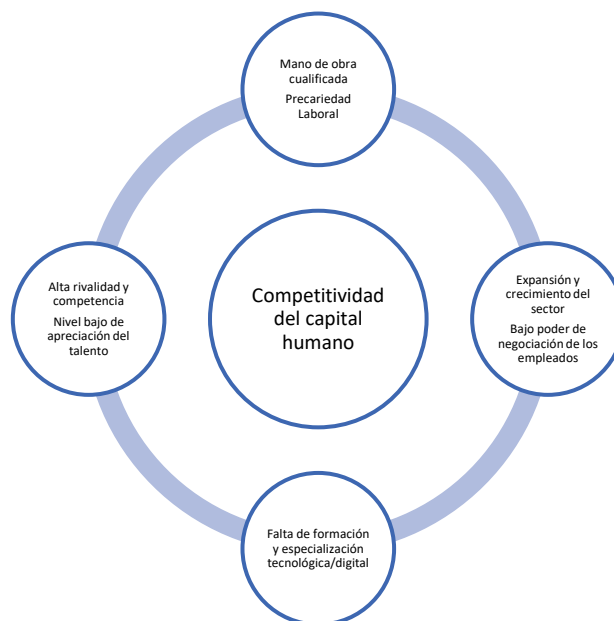 Mano de obra
cualificada
Precariedad
Laboral
Alta rivalidad y
competencia
Nivel bajo de
apreciación del
talento
Competitividad
del capital
humano
Expansión y
crecimiento del
sector
Bajo poder de
negociación de los
empleados
Falta de formación
y especialización
tecnológica/digital